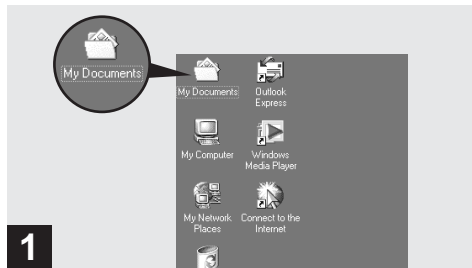 My Documents
My Documents
Outlook
Express
My Computer
Windows
Media Player
My Network
Places
Connect to the
Internet
1